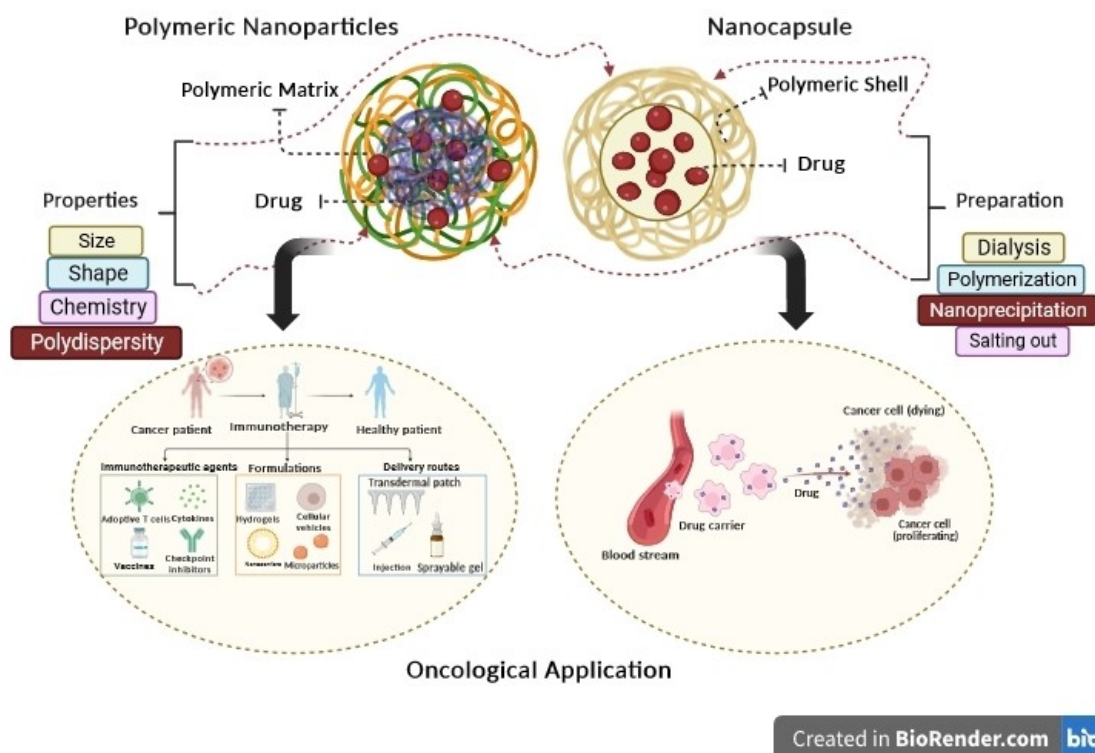 Polymeric Nanoparticles
Nanocapsule
Polymeric Matrix
Polymeric Shell
Drug
Drug
Properties
Size
Shape
Chemistry
Polydispersity
Preparation
Dialysis
Polymerization
Nanoprecipitation
Salting out
Cancer patient
Immunotherapy
Healthy patient
Immunotherapeutic agents
Formulations
Delivery routes
Adoptive T cells
Cytokines
Vaccines
Checkpoint
inhibitors
Hydrogels
Cellular
vehicles
Microparticles
Transdermal patch
Injection
Sprayable gel
Blood stream
Drug carrier
Drug
Cancer cell (dying)
Cancer cell
(proliferating)
Oncological Application
Created in BioRender.com
bio